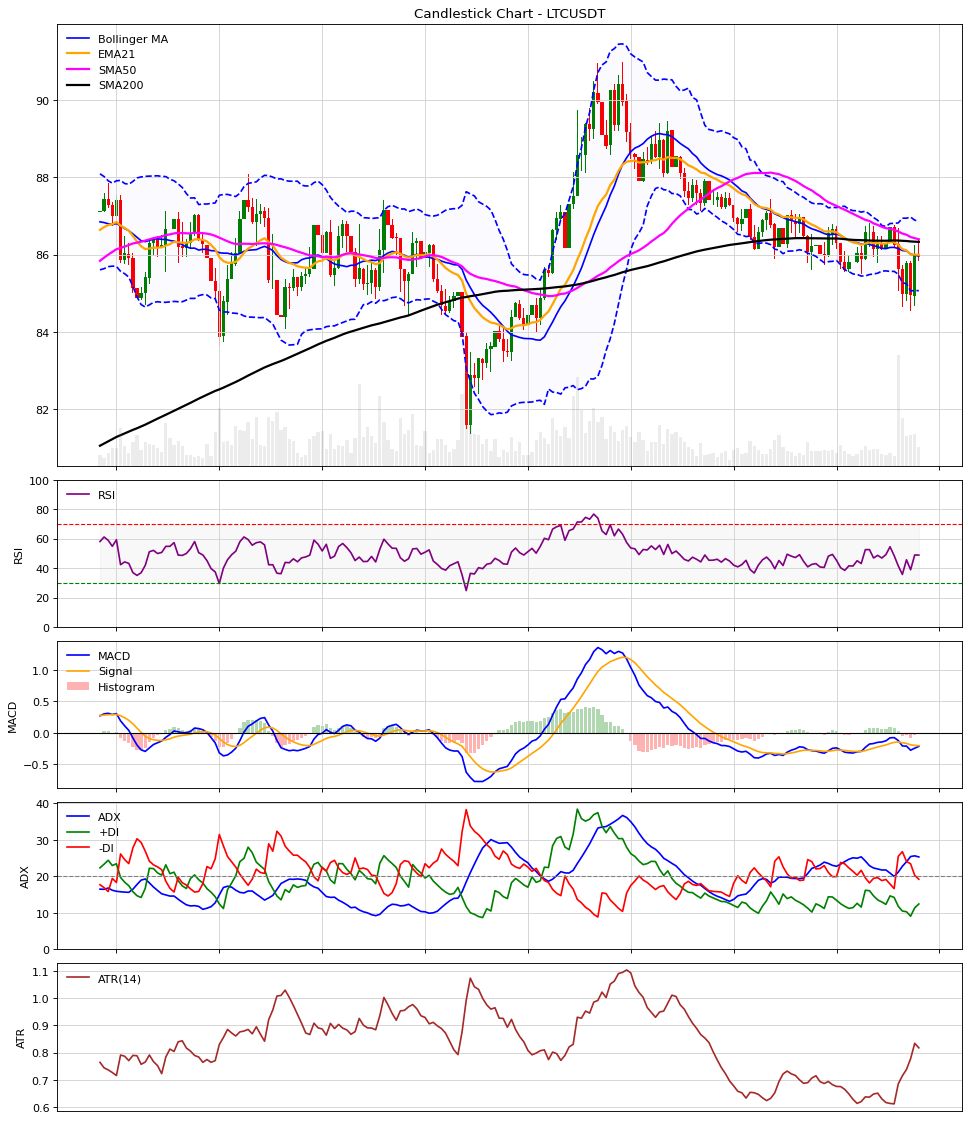 Candlestick Chart - LTCUSDT
Bollinger MA
EMA21
SMA50
SMA200
90
88
86
84
82
RSI
RSI
100
80
60
40
20
0
MACD
Signal
Histogram
MACD
1.0
0.5
0.0
−0.5
ADX
+DI
-DI
ADX
40
30
20
10
0
ATR(14)
ATR
1.1
1.0
0.9
0.8
0.7
0.6